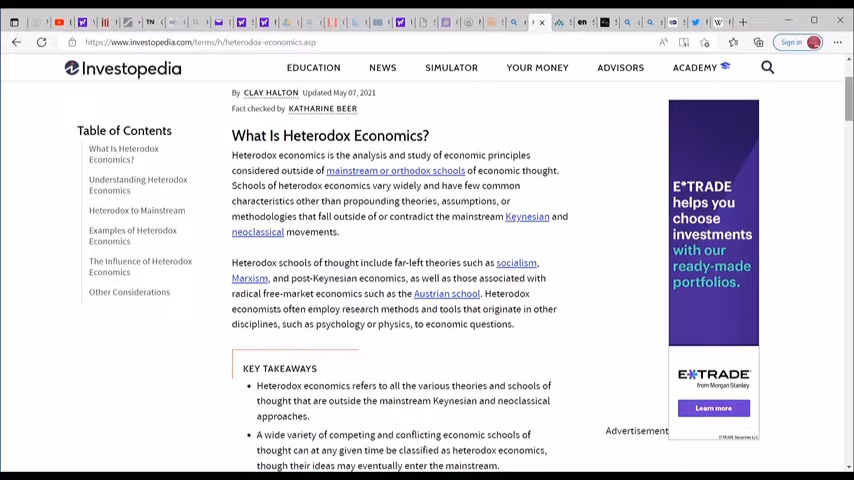 TN
en
W
https://www.investopedia.com/terms/h/heterodox-economics.asp
Sign in
Investopedia
EDUCATION
NEWS
SIMULATOR
YOUR MONEY
ADVISORS
ACADEMY
By CLAY HALTON Updated May 07, 2021
Fact checked by KATHARINE BEER
Table of Contents
What Is Heterodox
Economics?
Understanding Heterodox
Economics
Heterodox to Mainstream
Examples of Heterodox
Economics
The Influence of Heterodox
Economics
Other Considerations
What Is Heterodox Economics?
Heterodox economics is the analysis and study of economic principles
considered outside of mainstream or orthodox schools of economic thought.
Schools of heterodox economics vary widely and have few common
characteristics other than propounding theories, assumptions, or
methodologies that fall outside of or contradict the mainstream Keynesian and
neoclassical movements.
Heterodox schools of thought include far-left theories such as socialism,
Marxism, and post-Keynesian economics, as well as those associated with
radical free-market economics such as the Austrian school. Heterodox
economists often employ research methods and tools that originate in other
disciplines, such as psychology or physics, to economic questions.
KEY TAKEAWAYS
• Heterodox economics refers to all the various theories and schools of
thought that are outside the mainstream Keynesian and neoclassical
approaches.
• A wide variety of competing and conflicting economic schools of
thought can at any given time be classified as heterodox economics,
though their ideas may eventually enter the mainstream.
E*TRADE
helps you
choose
investments
with our
ready-made
portfolios.
E*TRADE
from Morgan Stanley
Learn more
E*TRADE Securities LLC
Advertisement